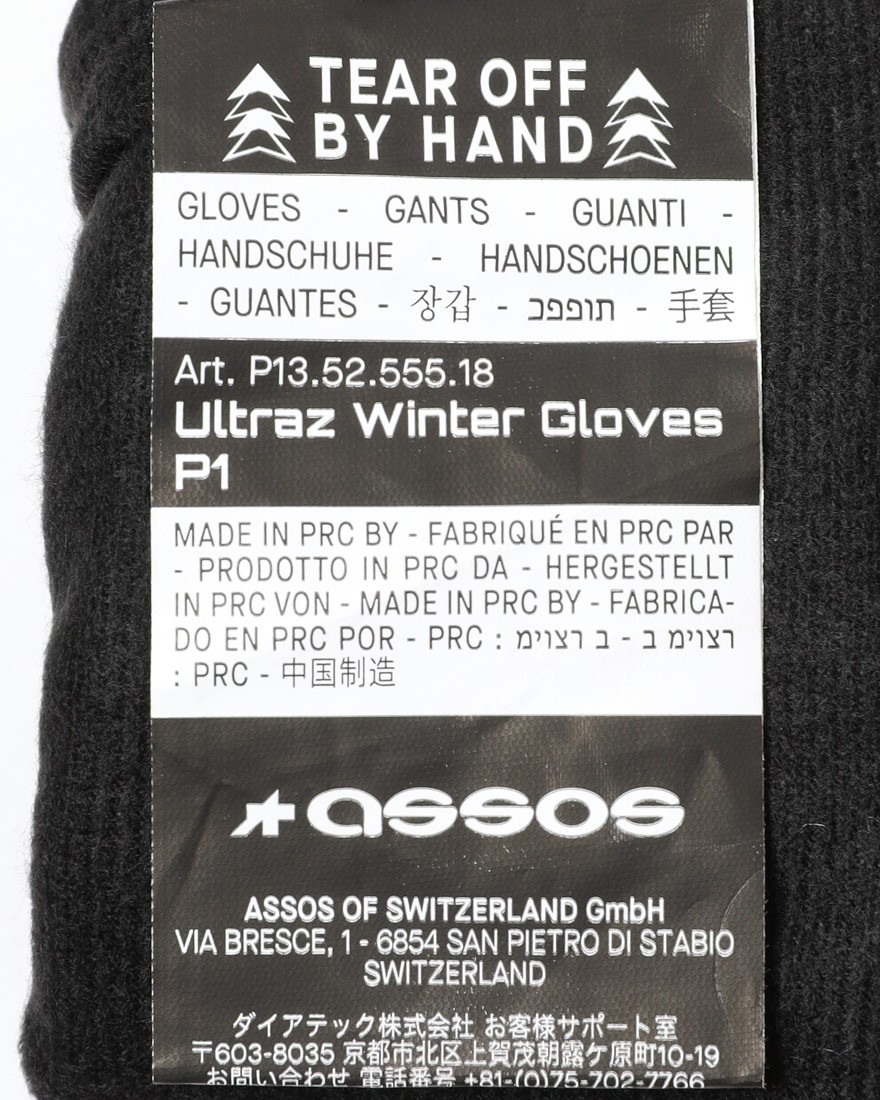 TEAR OFF
BY HAND
GLOVES - GANTS - GUANTI -
HANDSCHUHE - HANDSCHOENEN
- GUANTES - 장갑 - תופפכ - 手套
Art. P13.52.555.18
Ultraz Winter Gloves
P1
MADE IN PRC BY - FABRIQUÉ EN PRC PAR
- PRODOTTO IN PRC DA - HERGESTELLT
IN PRC VON - MADE IN PRC BY - FABRICA-
DO EN PRC POR - PRC : מיוצר ב - רצוימ ב
: PRC - 中国制造
assos
ASSOS OF SWITZERLAND GmbH
VIA BRESCE, 1 - 6854 SAN PIETRO DI STABIO
SWITZERLAND
ダイアテック株式会社 お客様サポート室
〒603-8035 京都市北区上賀茂朝露ケ原町10-19
お問い合わせ 電話番号 +81-(0)75-702-7766